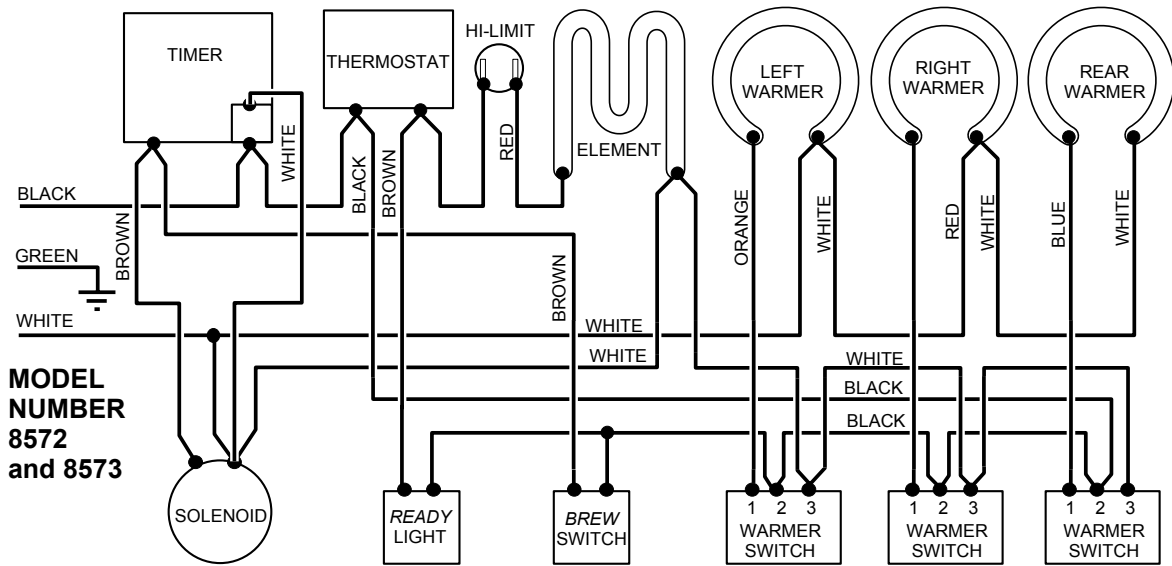 TIMER
THERMOSTAT
HI-LIMIT
ELEMENT
LEFT
WARMER
RIGHT
WARMER
REAR
WARMER
WHITE
BLACK
BROWN
RED
ORANGE
WHITE
RED
WHITE
BLUE
WHITE
BLACK
BROWN
GREEN
BROWN
WHITE
WHITE
WHITE
WHITE
BLACK
BLACK
MODEL
NUMBER
8572
and 8573
SOLENOID
READY
LIGHT
BREW
SWITCH
1 2 3
WARMER
SWITCH
1 2 3
WARMER
SWITCH
1 2 3
WARMER
SWITCH